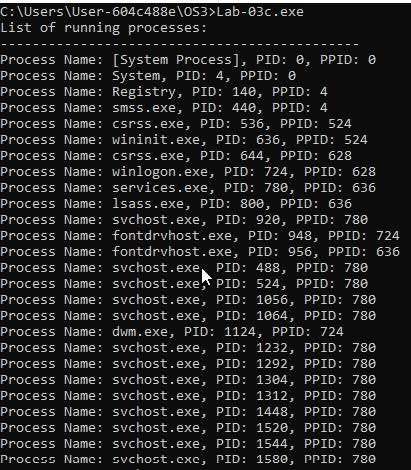 C:\Users\User-604c488e\OS3>Lab-03c.exe
List of running processes:
---------------------------------------------
Process Name: [System Process], PID: 0, PPID: 0
Process Name: System, PID: 4, PPID: 0
Process Name: Registry, PID: 140, PPID: 4
Process Name: smss.exe, PID: 440, PPID: 4
Process Name: csrss.exe, PID: 536, PPID: 524
Process Name: wininit.exe, PID: 636, PPID: 524
Process Name: csrss.exe, PID: 644, PPID: 628
Process Name: winlogon.exe, PID: 724, PPID: 628
Process Name: services.exe, PID: 780, PPID: 636
Process Name: lsass.exe, PID: 800, PPID: 636
Process Name: svchost.exe, PID: 920, PPID: 780
Process Name: fontdrvhost.exe, PID: 948, PPID: 724
Process Name: fontdrvhost.exe, PID: 956, PPID: 636
Process Name: svchost.exe, PID: 488, PPID: 780
Process Name: svchost.exe, PID: 524, PPID: 780
Process Name: svchost.exe, PID: 1056, PPID: 780
Process Name: svchost.exe, PID: 1064, PPID: 780
Process Name: dwm.exe, PID: 1124, PPID: 724
Process Name: svchost.exe, PID: 1232, PPID: 780
Process Name: svchost.exe, PID: 1292, PPID: 780
Process Name: svchost.exe, PID: 1304, PPID: 780
Process Name: svchost.exe, PID: 1312, PPID: 780
Process Name: svchost.exe, PID: 1448, PPID: 780
Process Name: svchost.exe, PID: 1520, PPID: 780
Process Name: svchost.exe, PID: 1544, PPID: 780
Process Name: svchost.exe, PID: 1580, PPID: 780